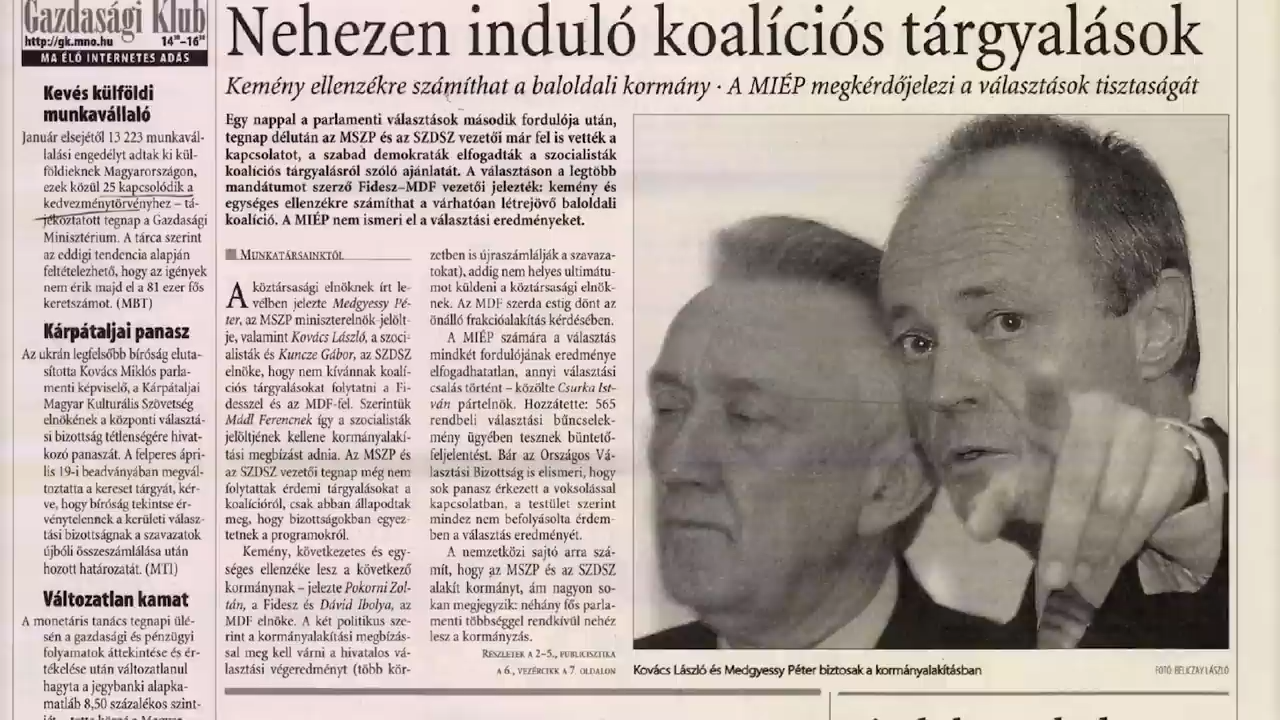 Gazdasági Klub
http://gk.mno.hu 14³⁰–16³⁰
MA ÉLŐ INTERNETES ADÁS
Kevés külföldi
munkavállaló
Január elsejétől 13 223 munkavál-
lalási engedélyt adtak ki kül-
földieknek Magyarországon,
ezek közül 25 kapcsolódik a
kedvezménytörvényhez – tá-
jékoztatott tegnap a Gazdasági
Minisztérium. A tárca szerint
az eddigi tendencia alapján
feltételezhető, hogy az igények
nem érik majd el a 81 ezer fős
keretszámot. (MBT)
Kárpátaljai panasz
Az ukrán legfelsőbb bíróság eluta-
sította Kovács Miklós parla-
menti képviselő, a Kárpátaljai
Magyar Kulturális Szövetség
elnökének a központi választá-
si bizottság tétlenségére hivat-
kozó panaszát. A felperes ápri-
lis 19-i beadványában megvál-
toztatta a kereset tárgyát, kér-
ve, hogy bíróság tekintse ér-
vénytelennek a kerületi válasz-
tási bizottságnak a szavazatok
újbóli összeszámlálása után
hozott határozatát. (MTI)
Változatlan kamat
A monetáris tanács tegnapi ülé-
sén a gazdasági és pénzügyi
folyamatok áttekintése és ér-
tékelése után változatlanul
hagyta a jegybanki alapka-
matláb 8,50 százalékos szint-
Nehezen induló koalíciós tárgyalások
Kemény ellenzékre számíthat a baloldali kormány · A MIÉP megkérdőjelezi a választások tisztaságát
Egy nappal a parlamenti választások második fordulója után,
tegnap délután az MSZP és az SZDSZ vezetői már fel is vették a
kapcsolatot, a szabad demokraták elfogadták a szocialisták
koalíciós tárgyalásról szóló ajánlatát. A választáson a legtöbb
mandátumot szerző Fidesz–MDF vezetői jelezték: kemény és
egységes ellenzékre számíthat a várhatóan létrejövő baloldali
koalíció. A MIÉP nem ismeri el a választási eredményeket.
MUNKATÁRSAINKTÓL
A köztársasági elnöknek írt le-
vélben jelezte Medgyessy Pé-
ter, az MSZP miniszterelnök-jelölt-
je, valamint Kovács László, a szoci-
alisták és Kuncze Gábor, az SZDSZ
elnöke, hogy nem kívánnak koalí-
ciós tárgyalásokat folytatni a Fi-
desszel és az MDF-fel. Szerintük
Mádl Ferencnek így a szocialisták
jelöltjének kellene kormányalakí-
tási megbízást adnia. Az MSZP és
az SZDSZ vezetői tegnap még nem
folytattak érdemi tárgyalásokat a
koalícióról, csak abban állapodtak
meg, hogy bizottságokban egyez-
tetnek a programokról.
Kemény, következetes és egy-
séges ellenzéke lesz a következő
kormánynak – jelezte Pokorni Zol-
tán, a Fidesz és Dávid Ibolya, az
MDF elnöke. A két politikus sze-
rint a kormányalakítási megbízás-
sal meg kell várni a hivatalos vá-
lasztási végeredményt (több kör-
zetben is újraszámlálják a szavaza-
tokat), addig nem helyes ultimátu-
mot küldeni a köztársasági elnök-
nek. Az MDF szerda estig dönt az
önálló frakcióalakítás kérdésében.
A MIÉP számára a választás
mindkét fordulójának eredménye
elfogadhatatlan, annyi választási
csalás történt – közölte Csurka Ist-
ván pártelnök. Hozzátette: 565
rendbeli választási bűncselek-
mény ügyében tesznek büntető-
feljelentést. Bár az Országos Vá-
lasztási Bizottság is elismeri, hogy
sok panasz érkezett a voksolással
kapcsolatban, a testület szerint
mindez nem befolyásolta érdem-
ben a választás eredményét.
A nemzetközi sajtó arra szá-
mít, hogy az MSZP és az SZDSZ
alakít kormányt, ám nagyon so-
kan megjegyzik: néhány fős parla-
menti többséggel rendkívül nehéz
lesz a kormányzás.
RÉSZLETEK A 2–5., PUBLICISZTIKA
A 6., VEZÉRCIKK A 7. OLDALON
Kovács László és Medgyessy Péter biztosak a kormányalakításban
FOTÓ: BELICZAY LÁSZLÓ